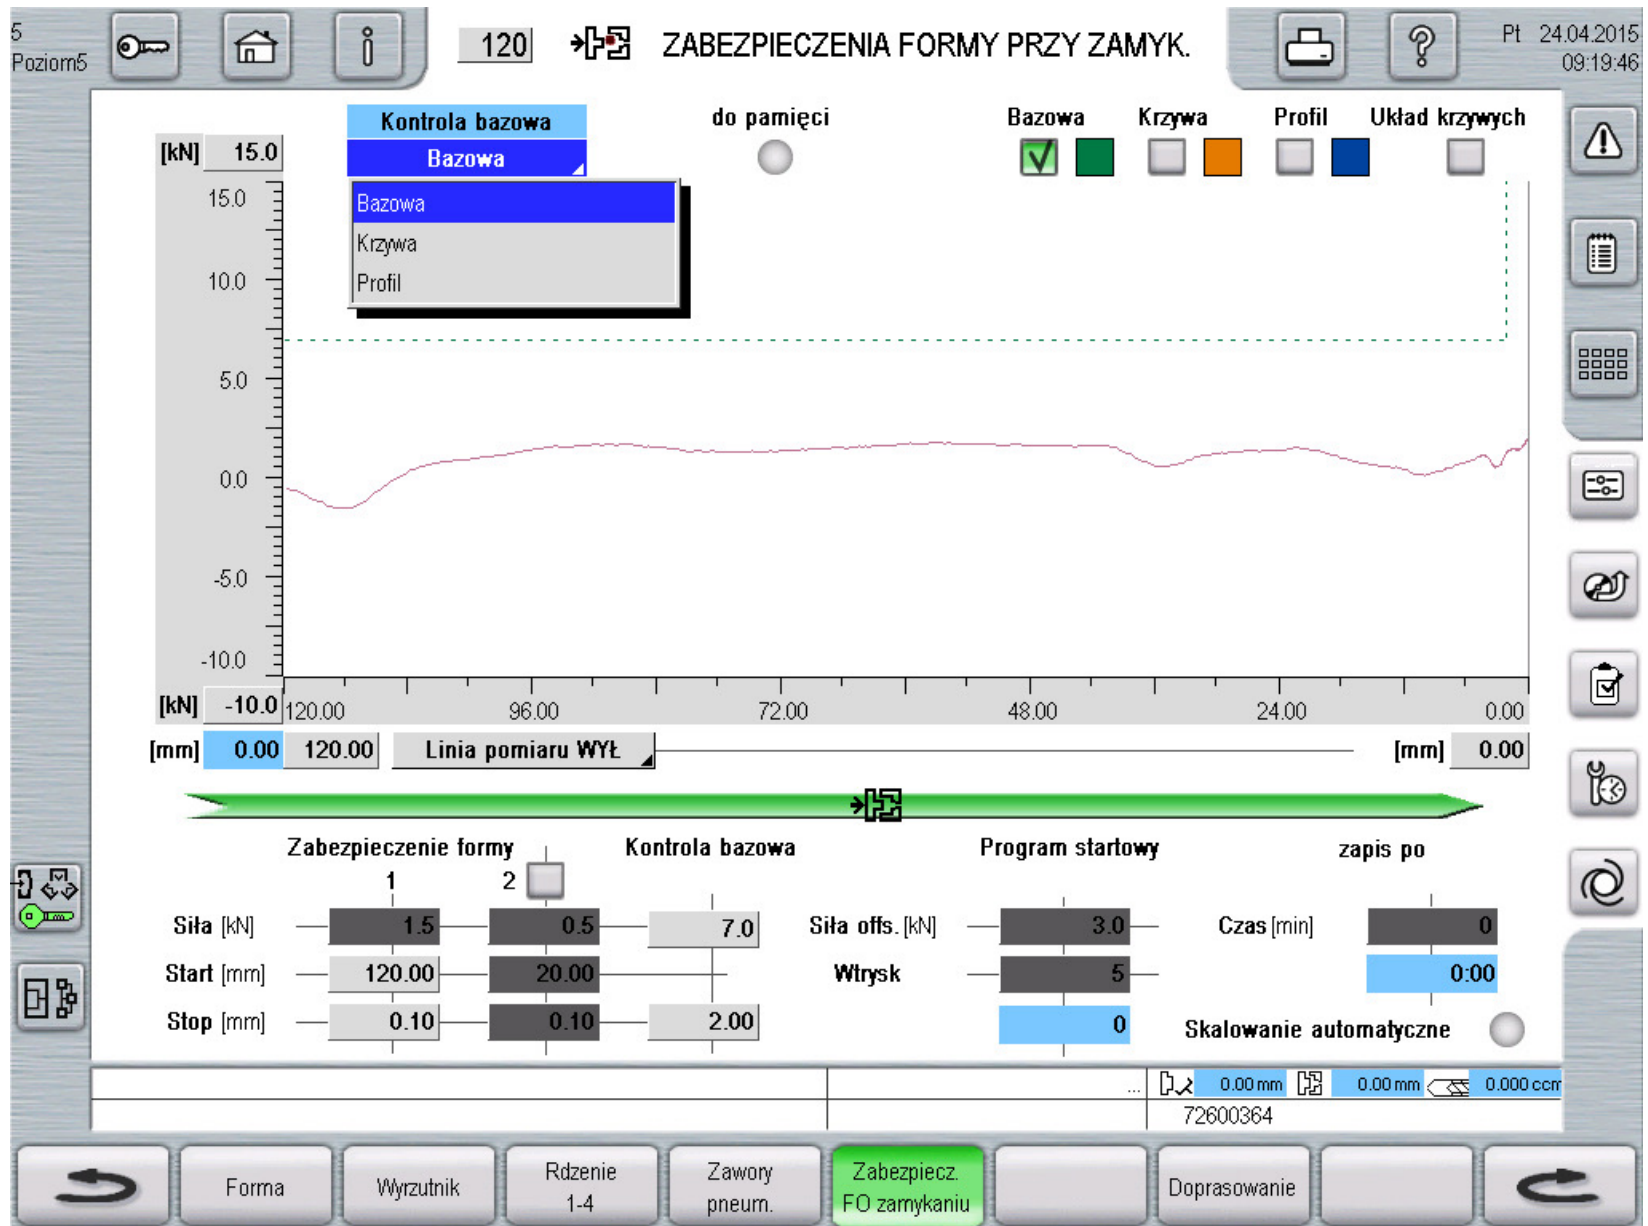 5
Poziom5
120
ZABEZPIECZENIA FORMY PRZY ZAMYK.
Pt 24.04.2015
09:19:46
Kontrola bazowa
Bazowa
do pamięci
Bazowa Krzywa Profil Układ krzywych
[kN] 15.0
Bazowa
Krzywa
Profil
15.0
10.0
5.0
0.0
-5.0
-10.0
[kN] -10.0
120.00 96.00 72.00 48.00 24.00 0.00
[mm] 0.00 120.00 Linia pomiaru WYŁ [mm] 0.00
Zabezpieczenie formy Kontrola bazowa Program startowy zapis po
1 2
Siła [kN] 1.5 0.5 7.0 Siła offs. [kN] 3.0 Czas [min] 0
Start [mm] 120.00 20.00 Wtrysk 5 0:00
Stop [mm] 0.10 0.10 2.00 0 Skalowanie automatyczne
... 0.00 mm 0.00 mm 0.000 ccm
72600364
Forma
Wyrzutnik
Rdzenie
1-4
Zawory
pneum.
Zabezpiecz.
FO zamykaniu
Doprasowanie